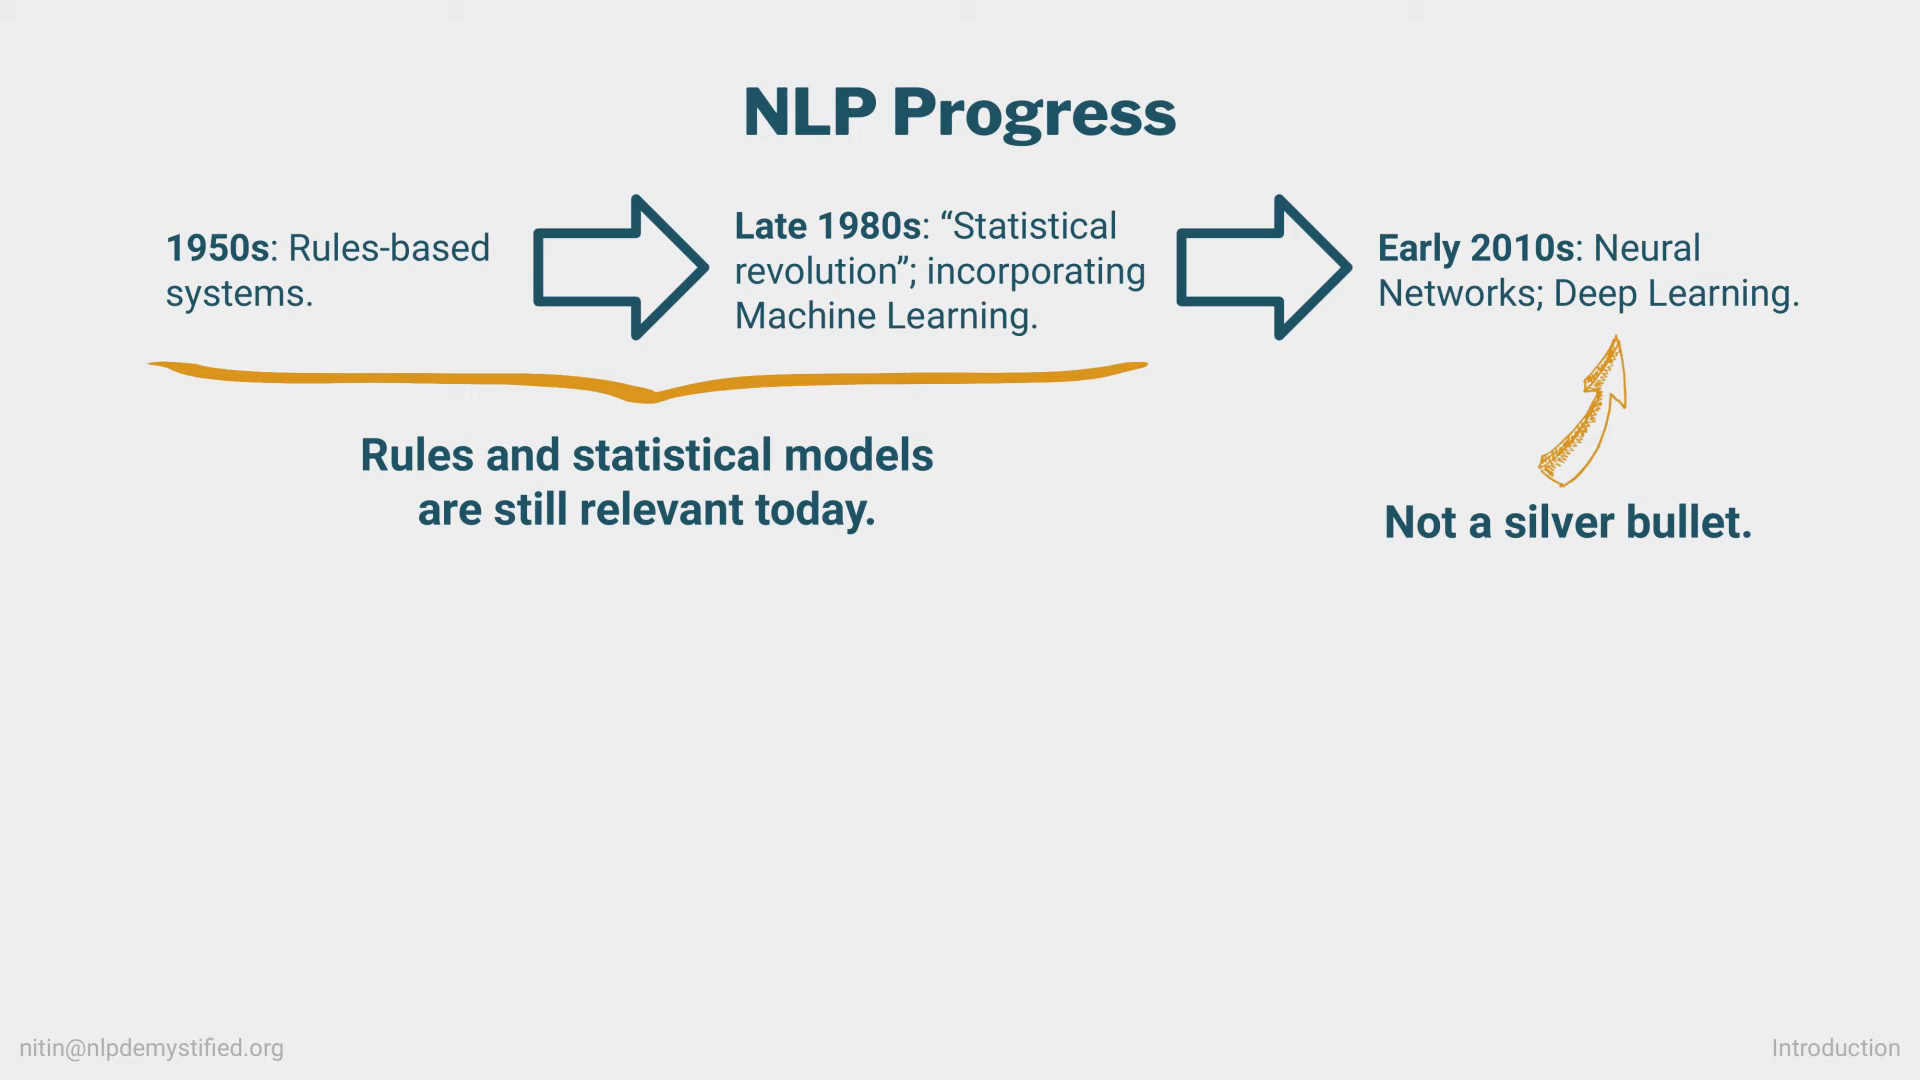 NLP Progress
1950s: Rules-based
systems.
Late 1980s: “Statistical
revolution”; incorporating
Machine Learning.
Early 2010s: Neural
Networks; Deep Learning.
Rules and statistical models
are still relevant today.
Not a silver bullet.
nitin@nlpdemystified.org
Introduction